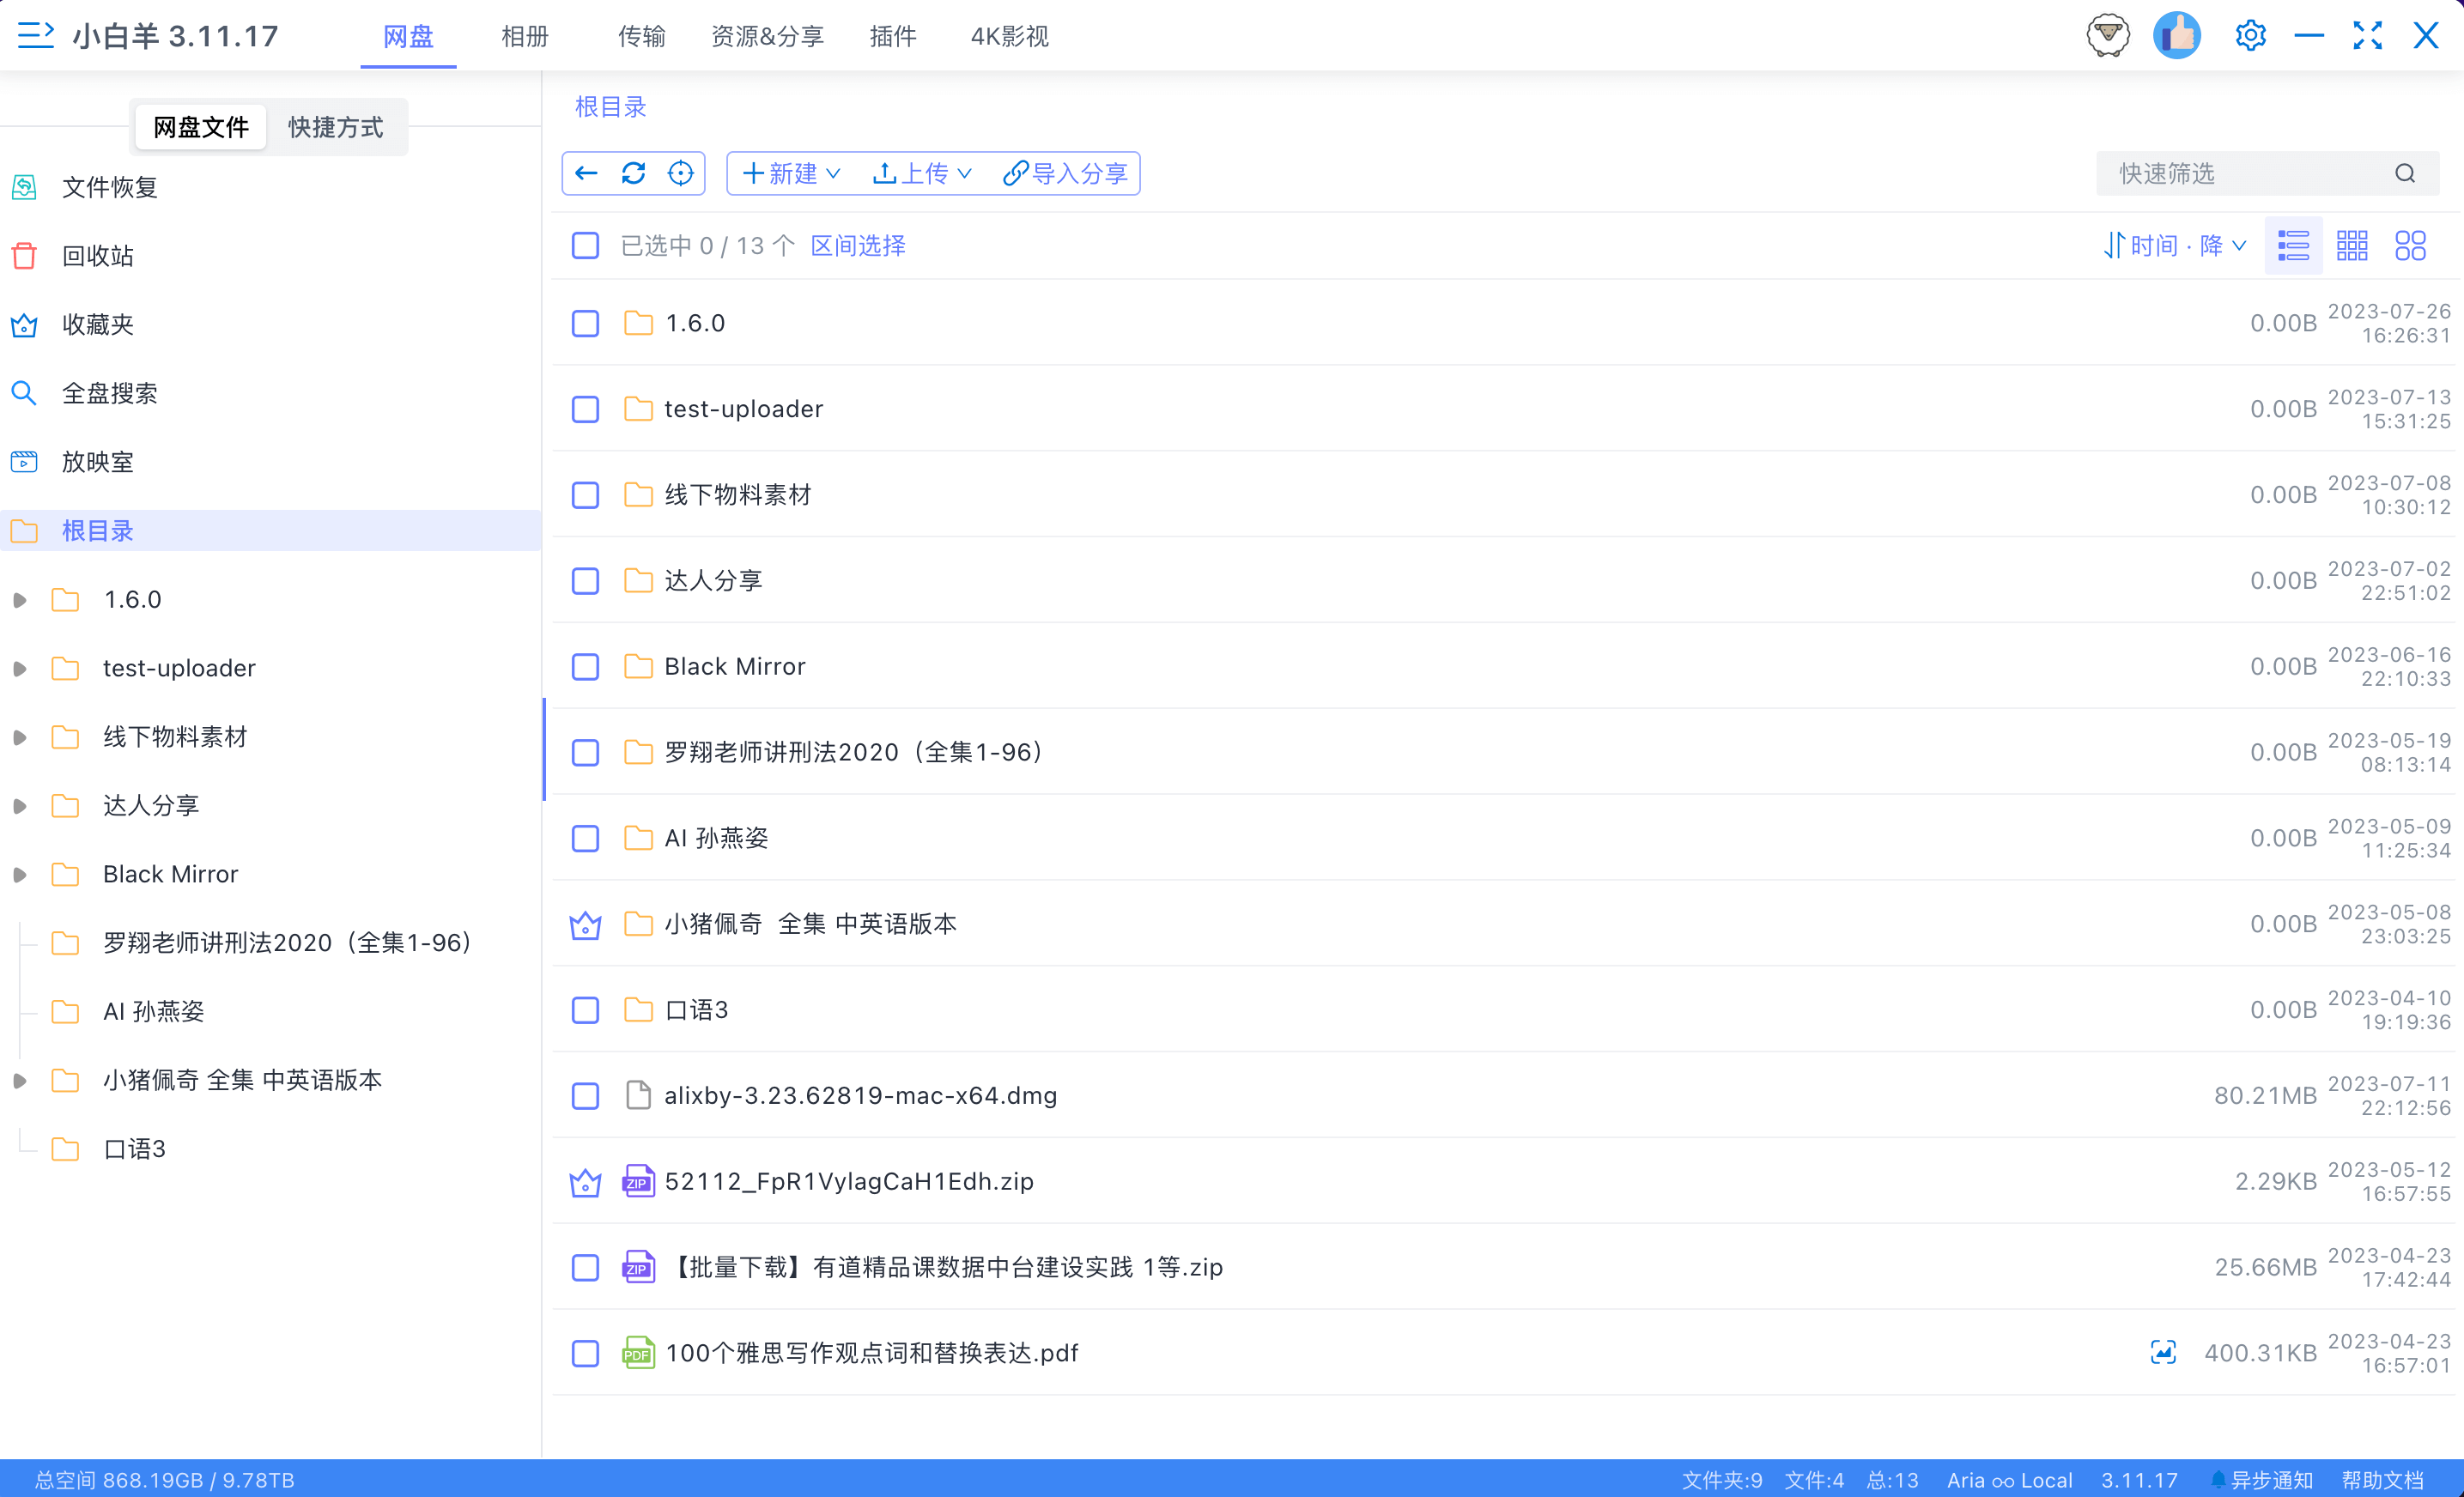 小白羊 3.11.17
网盘 相册 传输 资源&分享 插件 4K影视
网盘文件 快捷方式
文件恢复
回收站
收藏夹
全盘搜索
放映室
根目录
1.6.0
test-uploader
线下物料素材
达人分享
Black Mirror
罗翔老师讲刑法2020（全集1-96）
AI 孙燕姿
小猪佩奇 全集 中英语版本
口语3
根目录
新建 上传 导入分享
快速筛选
已选中 0 / 13 个 区间选择
时间 · 降
1.6.0 0.00B 2023-07-26
16:26:31
test-uploader 0.00B 2023-07-13
15:31:25
线下物料素材 0.00B 2023-07-08
10:30:12
达人分享 0.00B 2023-07-02
22:51:02
Black Mirror 0.00B 2023-06-16
22:10:33
罗翔老师讲刑法2020（全集1-96） 0.00B 2023-05-19
08:13:14
AI 孙燕姿 0.00B 2023-05-09
11:25:34
小猪佩奇 全集 中英语版本 0.00B 2023-05-08
23:03:25
口语3 0.00B 2023-04-10
19:19:36
alixby-3.23.62819-mac-x64.dmg 80.21MB 2023-07-11
22:12:56
ZIP 52112_FpR1VylagCaH1Edh.zip 2.29KB 2023-05-12
16:57:55
ZIP 【批量下载】有道精品课数据中台建设实践 1等.zip 25.66MB 2023-04-23
17:42:44
PDF 100个雅思写作观点词和替换表达.pdf 400.31KB 2023-04-23
16:57:01
总空间 868.19GB / 9.78TB
文件夹:9 文件:4 总:13 Aria Local 3.11.17 异步通知 帮助文档